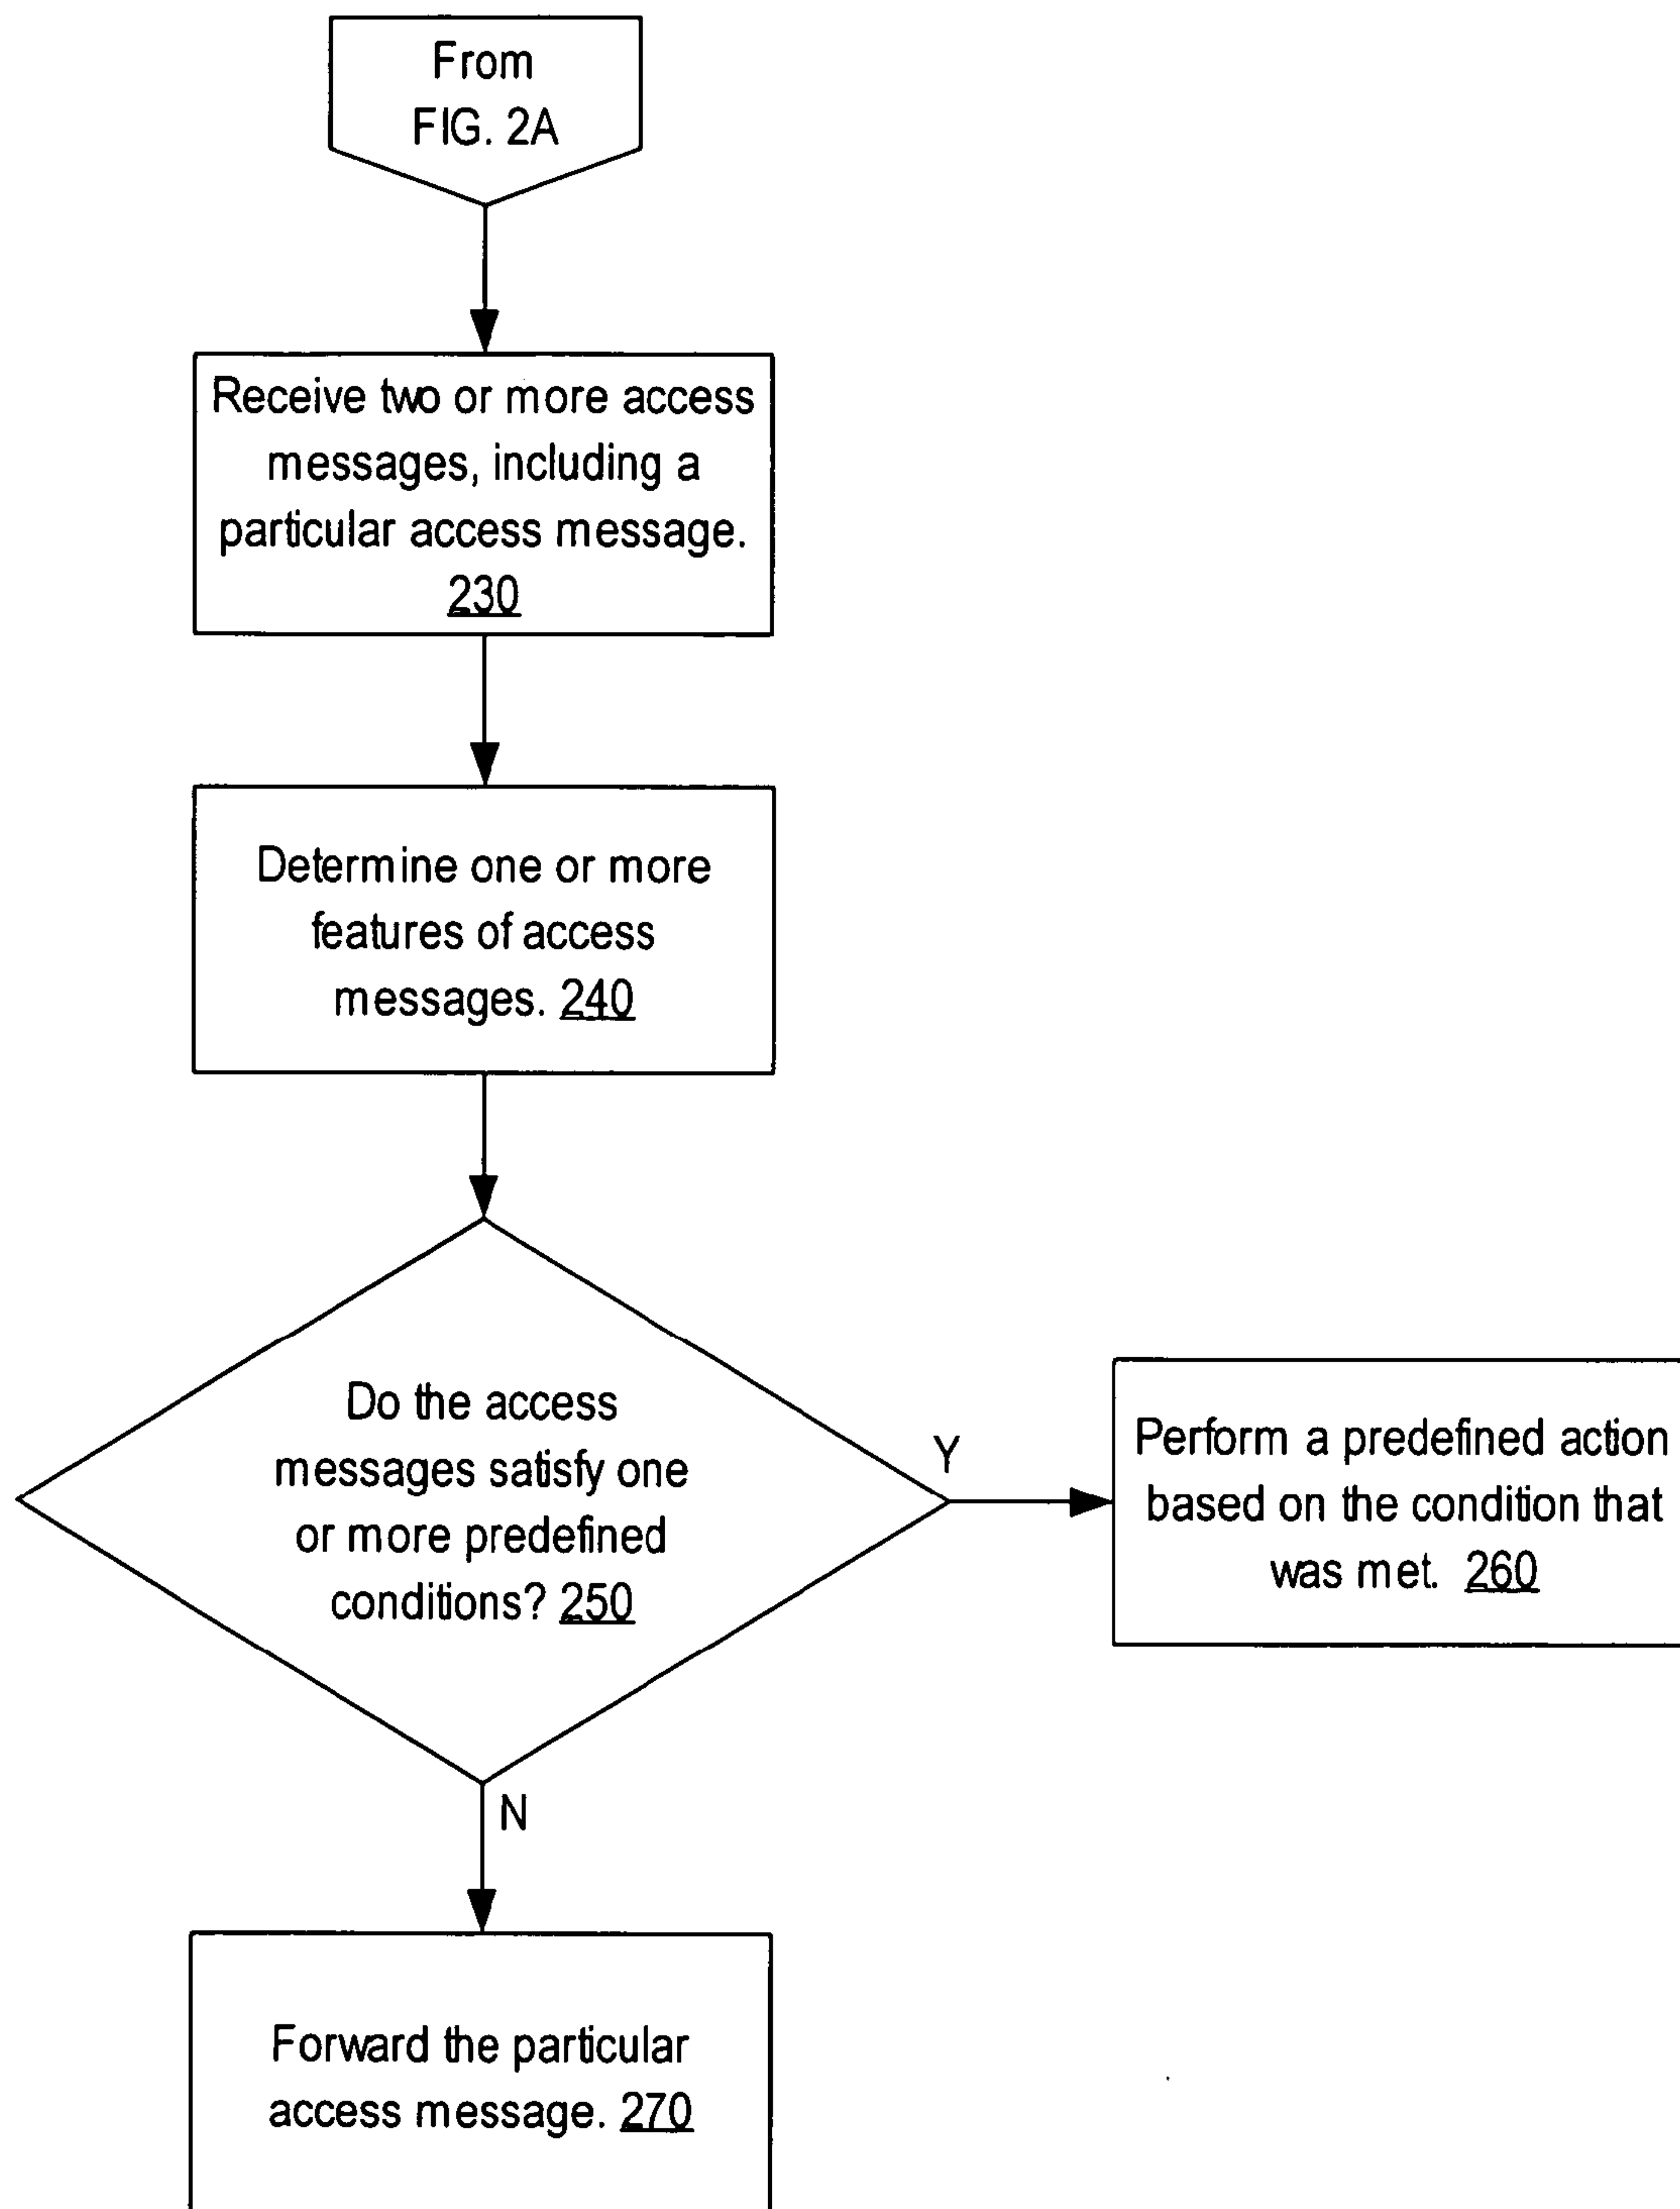 From
FIG. 2A
Receive two or more access
messages, including a
particular access message.
230
Determine one or more
features of access
messages. 240
Do the access
messages satisfy one
or more predefined
conditions? 250
Y
Perform a predefined action
based on the condition that
was met. 260
N
Forward the particular
access message. 270